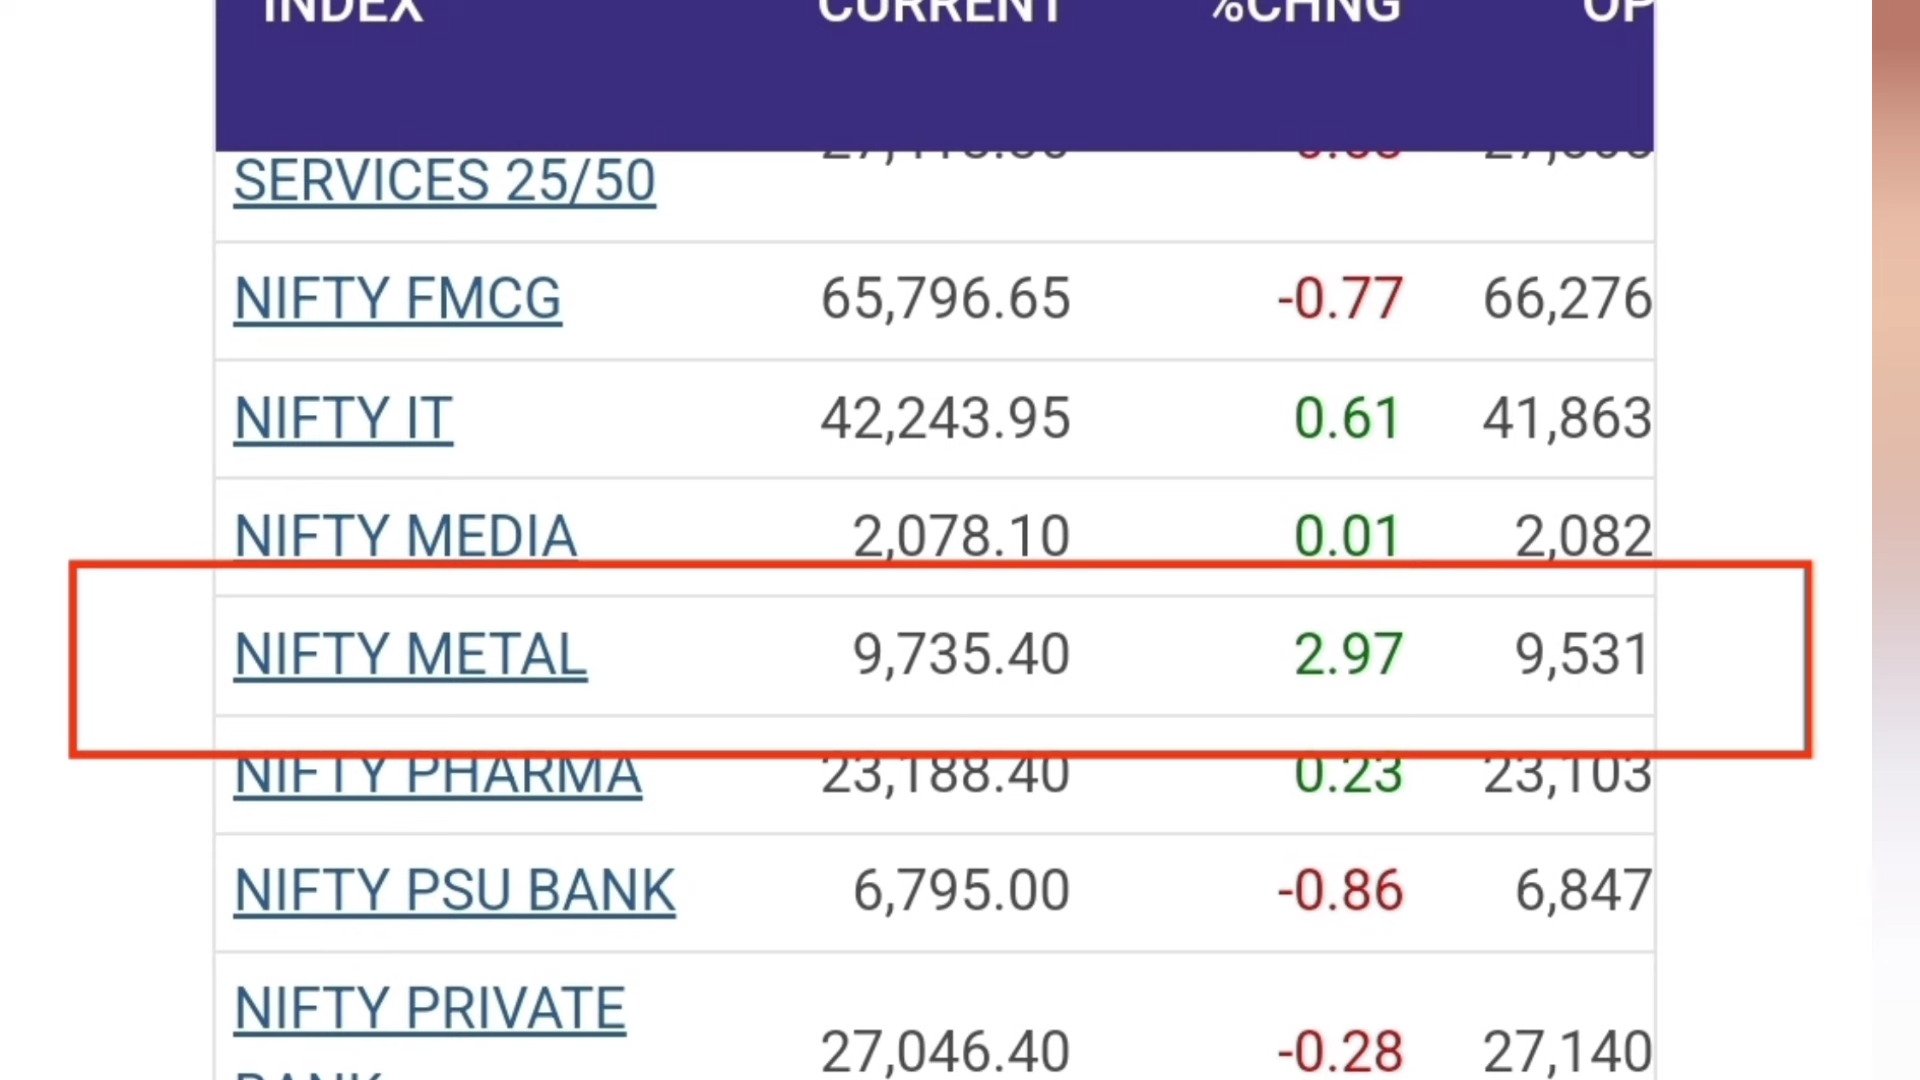 INDEX CURRENT %CHNG OP
SERVICES 25/50
NIFTY FMCG 65,796.65 -0.77 66,276
NIFTY IT 42,243.95 0.61 41,863
NIFTY MEDIA 2,078.10 0.01 2,082
NIFTY METAL 9,735.40 2.97 9,531
NIFTY PHARMA 23,188.40 0.23 23,103
NIFTY PSU BANK 6,795.00 -0.86 6,847
NIFTY PRIVATE
27,046.40 -0.28 27,140
BANK